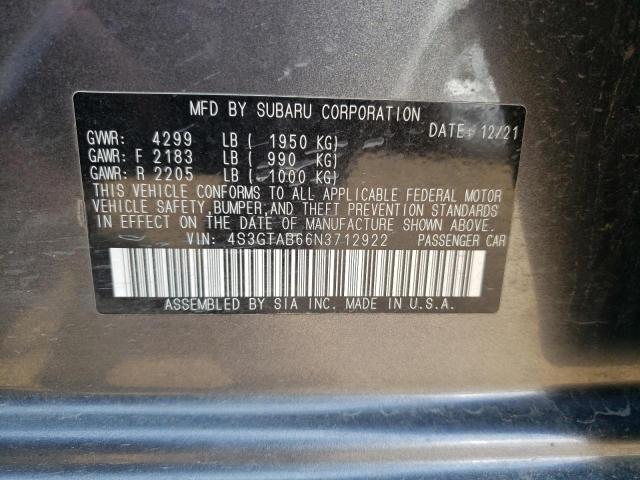 MFD BY SUBARU CORPORATION
DATE: 12/21
GVWR: 4299 LB ( 1950 KG)
GAWR: F 2183 LB ( 990 KG)
GAWR: R 2205 LB ( 1000 KG)
THIS VEHICLE CONFORMS TO ALL APPLICABLE FEDERAL MOTOR
VEHICLE SAFETY, BUMPER, AND THEFT PREVENTION STANDARDS
IN EFFECT ON THE DATE OF MANUFACTURE SHOWN ABOVE.
VIN: 4S3GTAB66N3712922 PASSENGER CAR
ASSEMBLED BY SIA INC. MADE IN U.S.A.